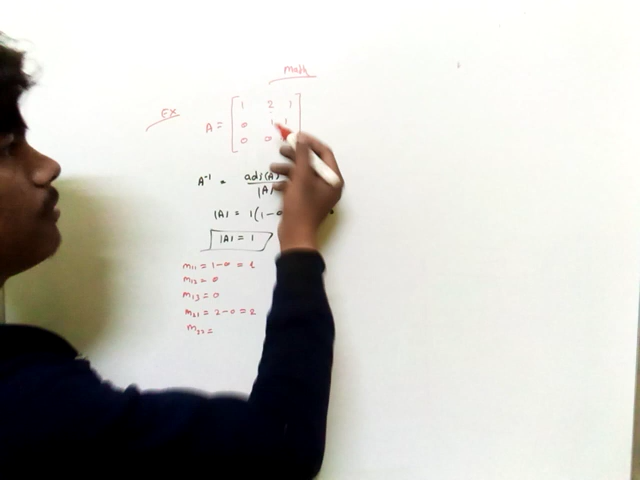 Math
Ex
A = [ 1 2 1
0 1 1
0 0
A⁻¹ = adj(A)
|A|
|A| = 1(1-0
|A| = 1
m11 = 1-0 = 1
m12 = 0
m13 = 0
m21 = 2-0 = 2
m22 =